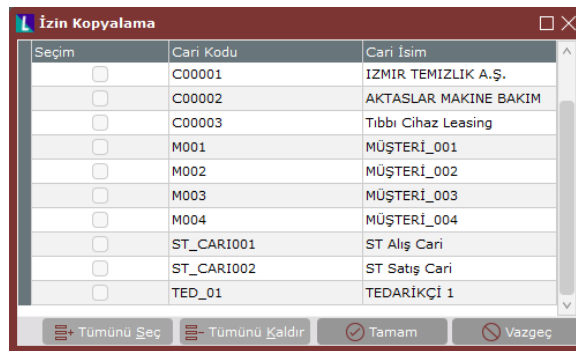 İzin Kopyalama
Seçim Cari Kodu Cari İsim
C00001 IZMIR TEMIZLIK A.Ş.
C00002 AKTASLAR MAKINE BAKIM
C00003 Tıbbı Cihaz Leasing
M001 MÜŞTERİ_001
M002 MÜŞTERİ_002
M003 MÜŞTERİ_003
M004 MÜŞTERİ_004
ST_CARI001 ST Alış Cari
ST_CARI002 ST Satış Cari
TED_01 TEDARİKÇİ 1
Tümünü Seç Tümünü Kaldır Tamam Vazgeç